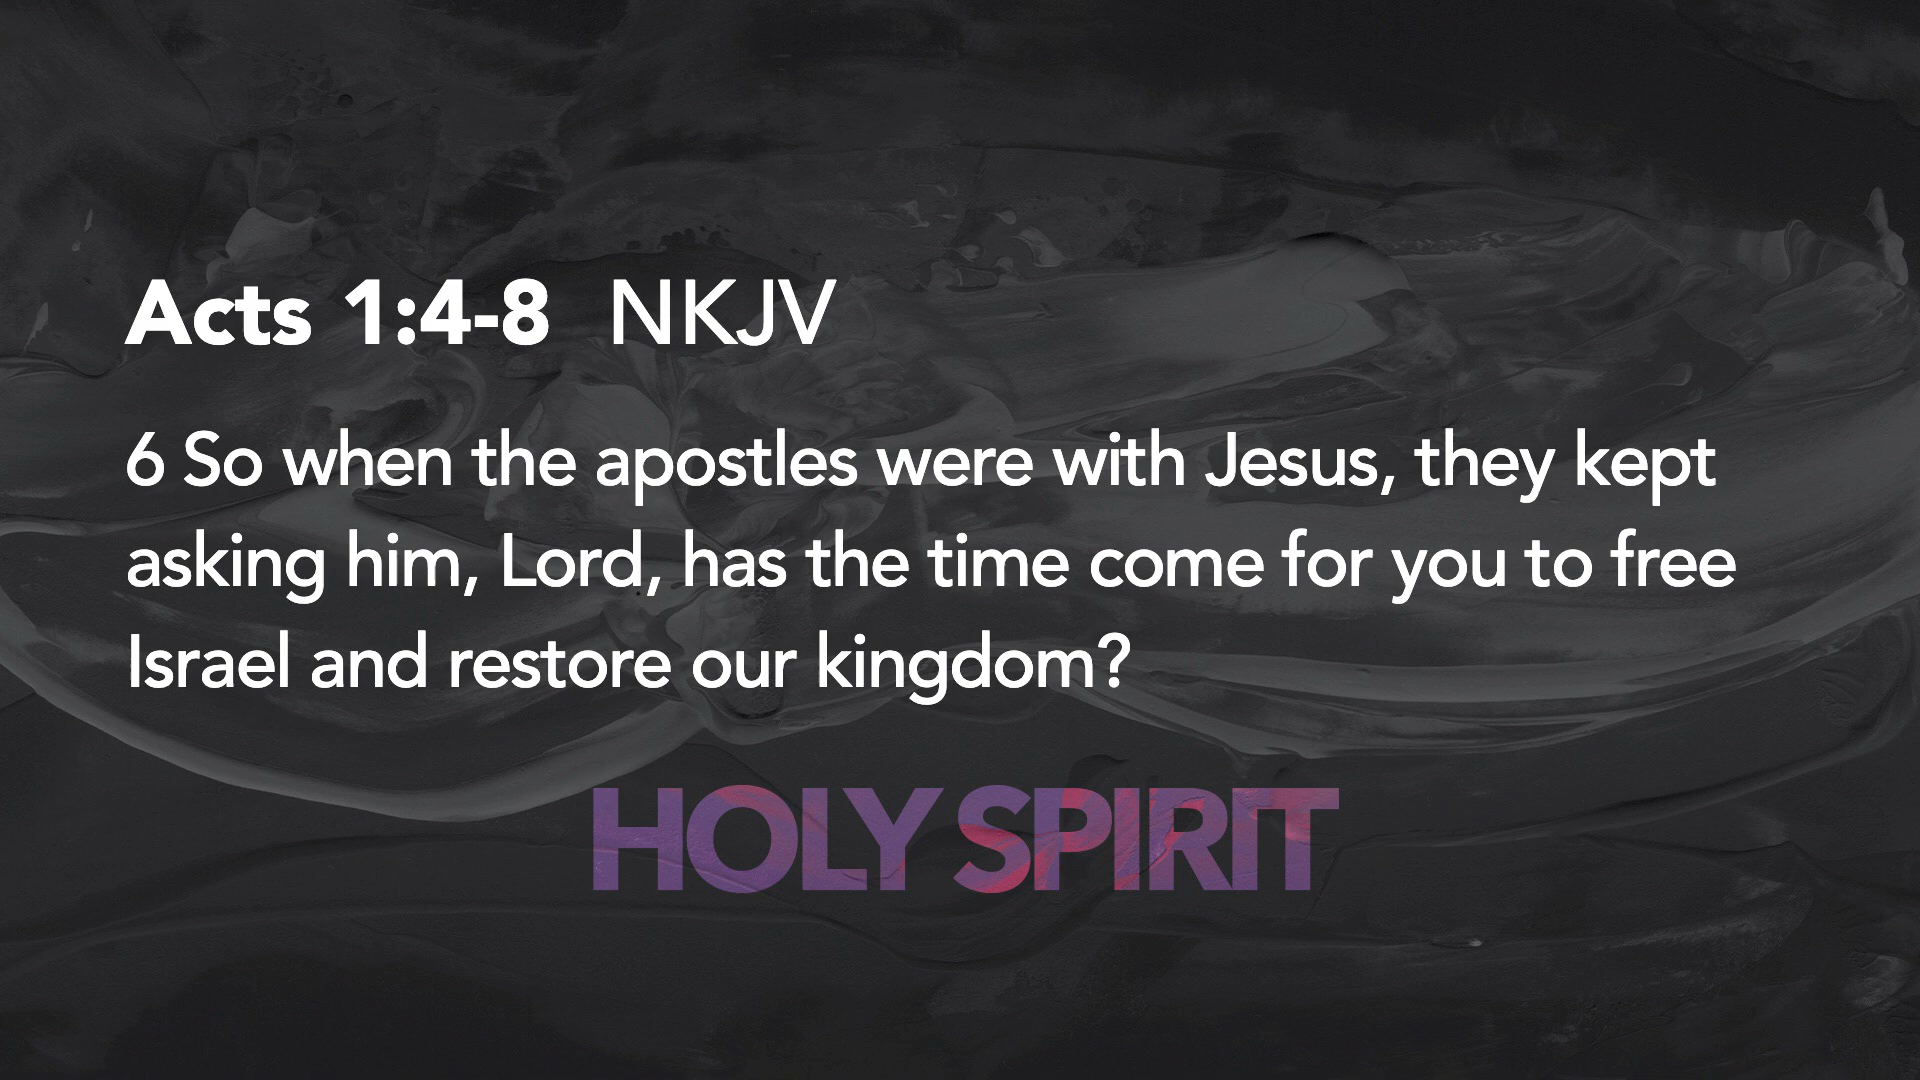 Acts 1:4-8 NKJV
6 So when the apostles were with Jesus, they kept
asking him, Lord, has the time come for you to free
Israel and restore our kingdom?
HOLY SPIRIT